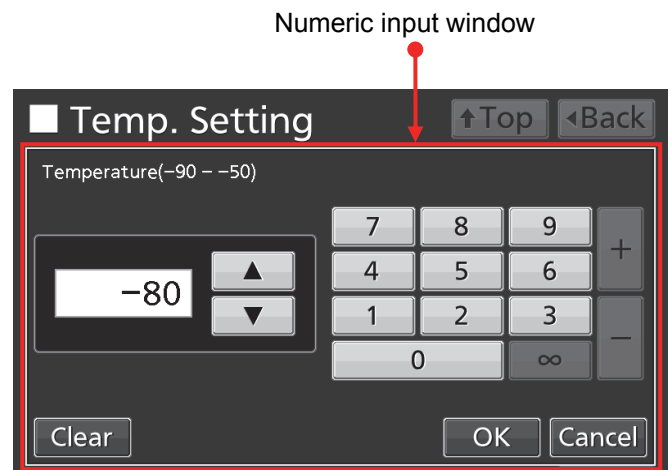 Numeric input window
Temp. Setting
↑Top
◂Back
Temperature(−90 − −50)
−80
▲
▼
7 8 9
4 5 6
1 2 3
0 ∞
+
−
Clear
OK
Cancel